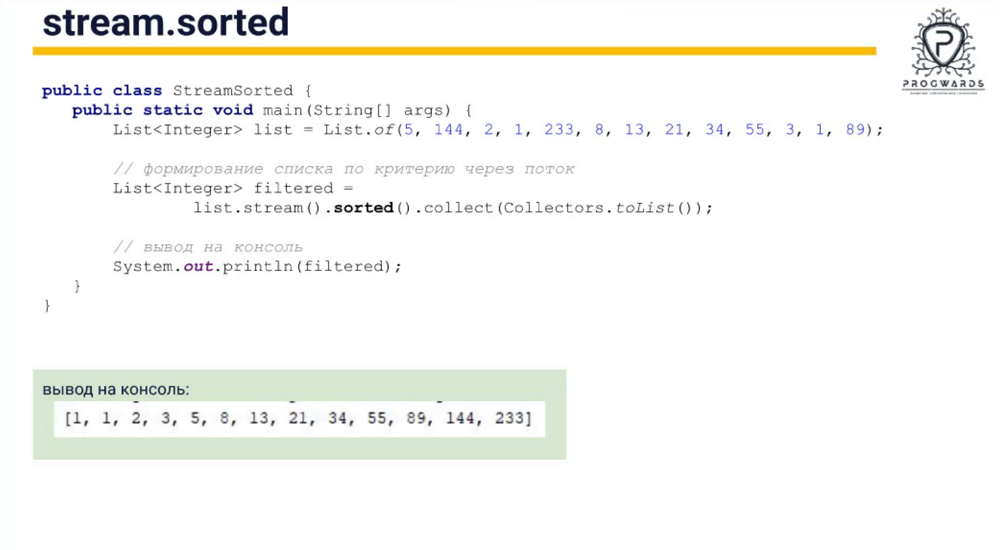 stream.sorted
PROGWARDS
public class StreamSorted {
public static void main(String[] args) {
List<Integer> list = List.of(5, 144, 2, 1, 233, 8, 13, 21, 34, 55, 3, 1, 89);
// формирование списка по критерию через поток
List<Integer> filtered =
list.stream().sorted().collect(Collectors.toList());
// вывод на консоль
System.out.println(filtered);
}
}
вывод на консоль:
[1, 1, 2, 3, 5, 8, 13, 21, 34, 55, 89, 144, 233]